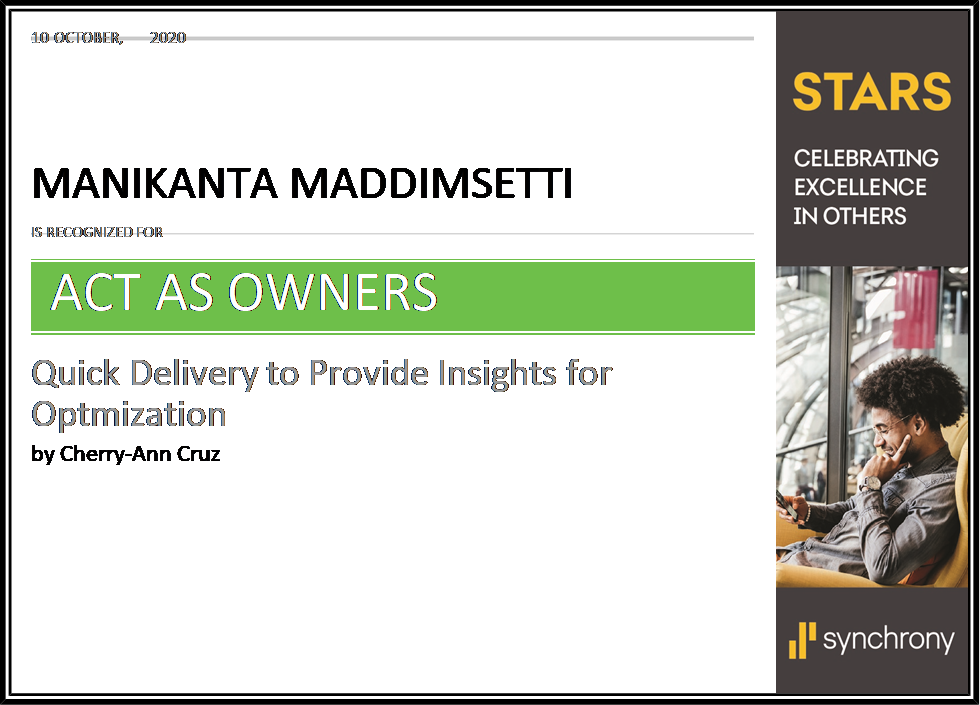 10 OCTOBER, 2020
MANIKANTA MADDIMSETTI
IS RECOGNIZED FOR
ACT AS OWNERS
Quick Delivery to Provide Insights for
Optmization
by Cherry-Ann Cruz
STARS
CELEBRATING
EXCELLENCE
IN OTHERS
synchrony